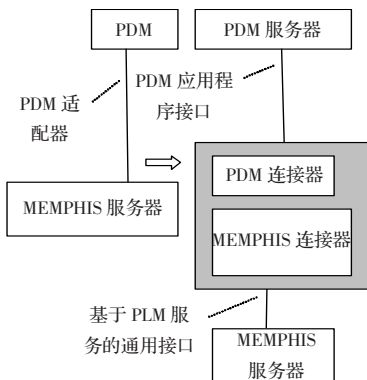 PDM
PDM 服务器
PDM 适
配器
PDM 应用程
序接口
PDM 连接器
MEMPHIS 服务器
MEMPHIS 连接器
基于 PLM 服
务的通用接口
MEMPHIS
服务器